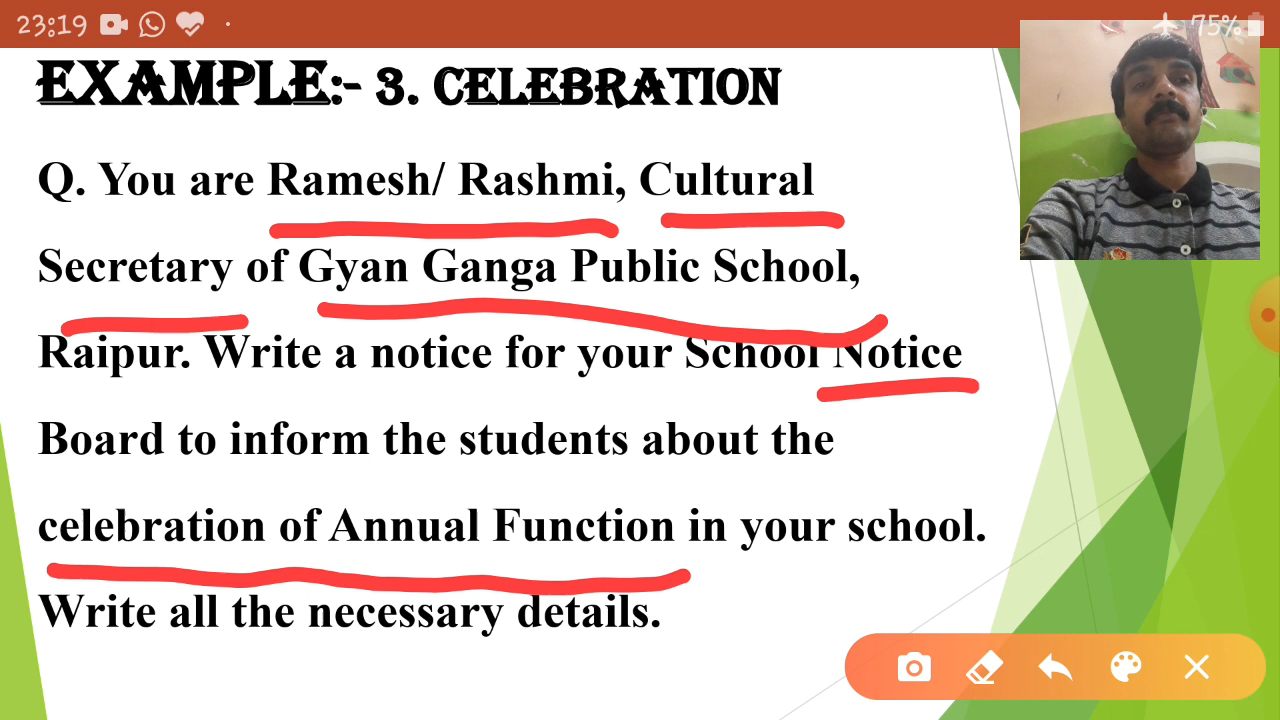 23:19
75%
EXAMPLE:- 3. CELEBRATION
Q. You are Ramesh/ Rashmi, Cultural
Secretary of Gyan Ganga Public School,
Raipur. Write a notice for your School Notice
Board to inform the students about the
celebration of Annual Function in your school.
Write all the necessary details.